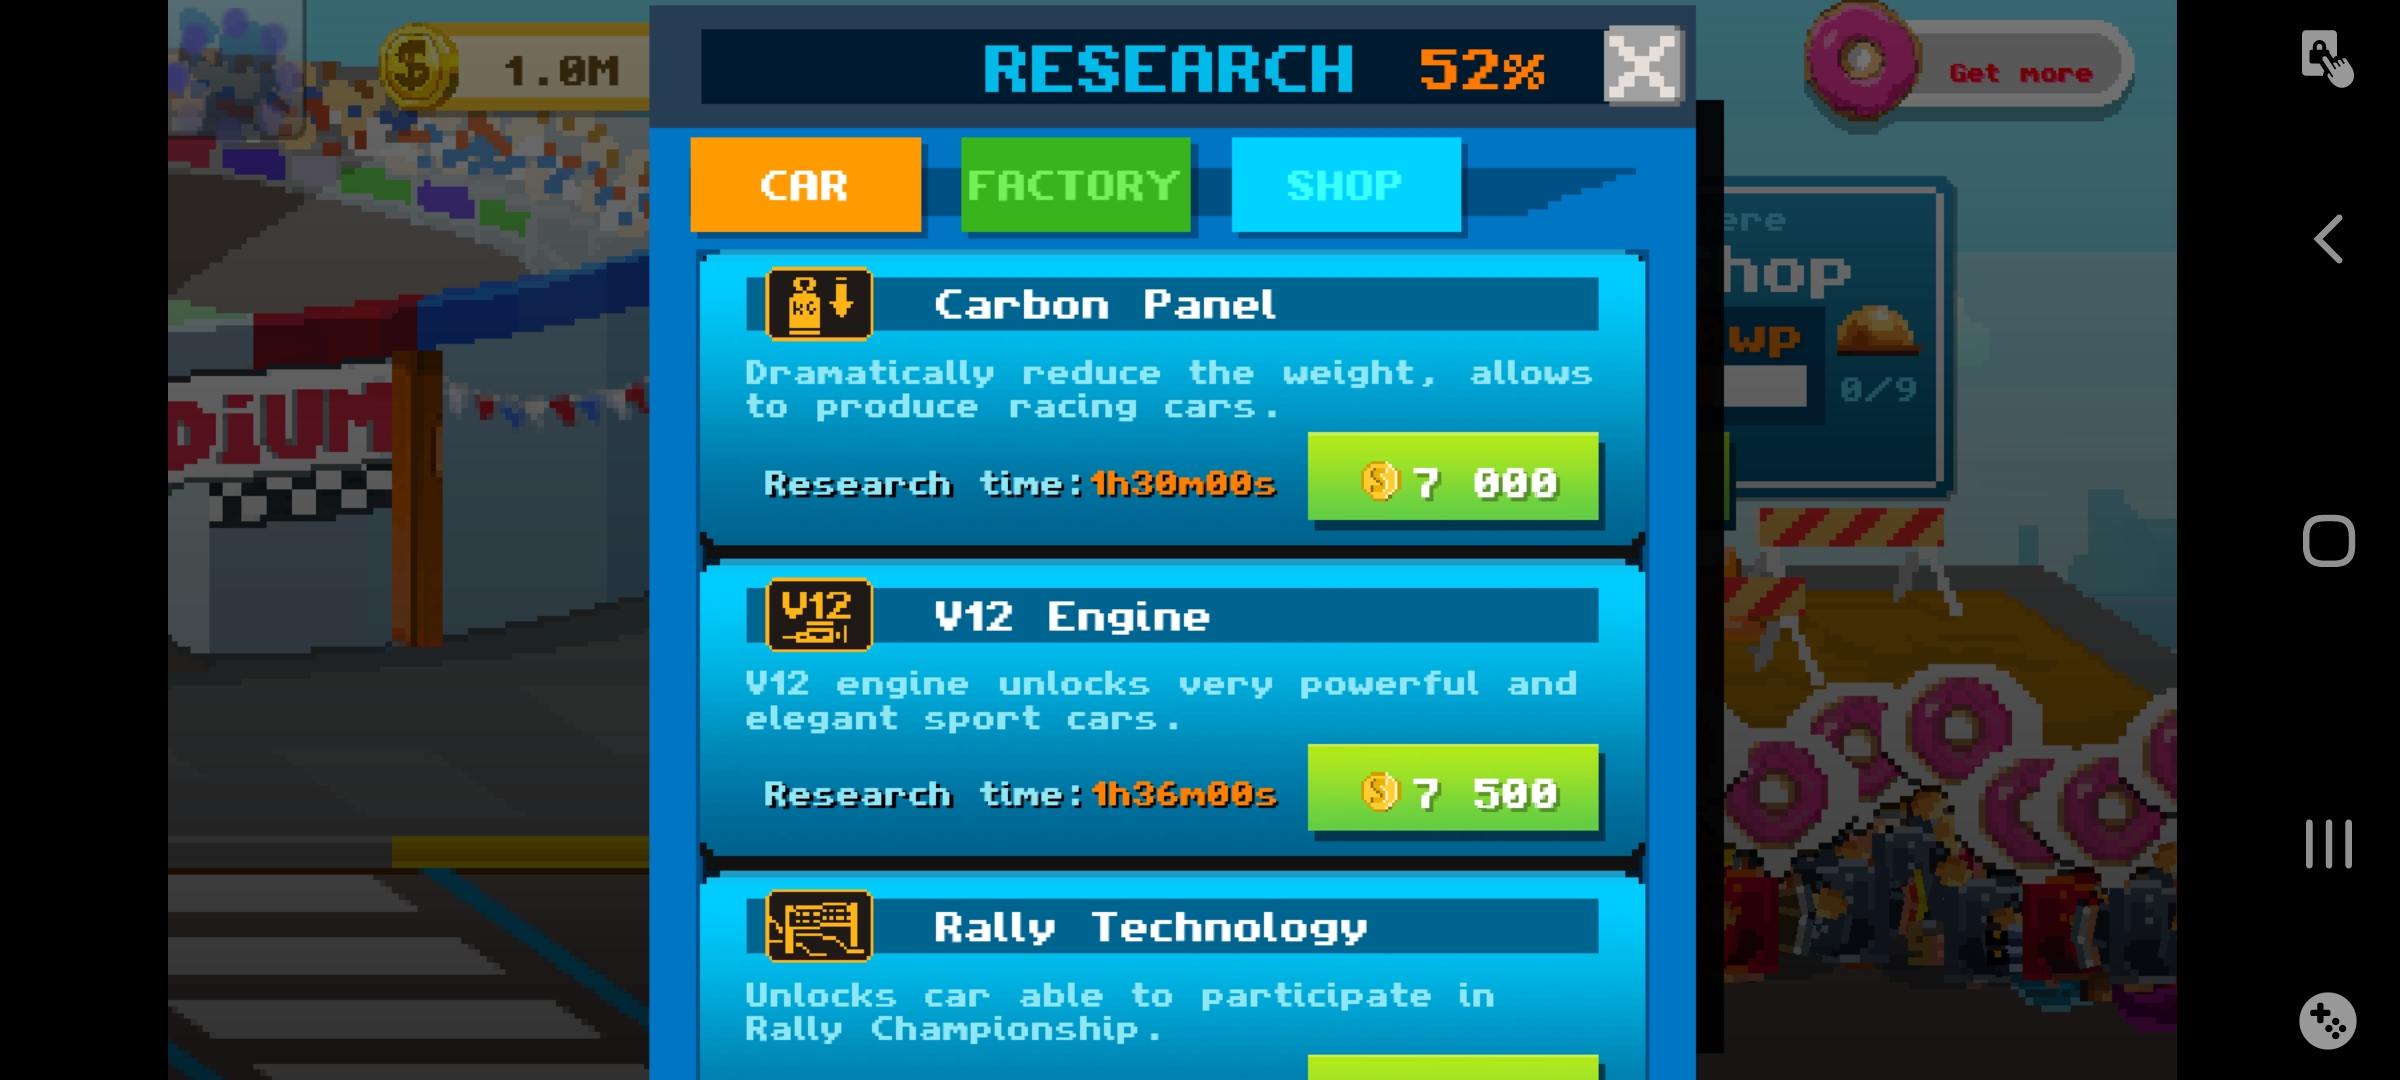 1.0M
RESEARCH 52%
Get more
CAR
FACTORY
SHOP
ere
hop
wp
0/9
DiUM
KG
Carbon Panel
Dramatically reduce the weight, allows
to produce racing cars.
Research time:1h30m00s
7 000
V12
V12 Engine
V12 engine unlocks very powerful and
elegant sport cars.
Research time:1h36m00s
7 500
Rally Technology
Unlocks car able to participate in
Rally Championship.